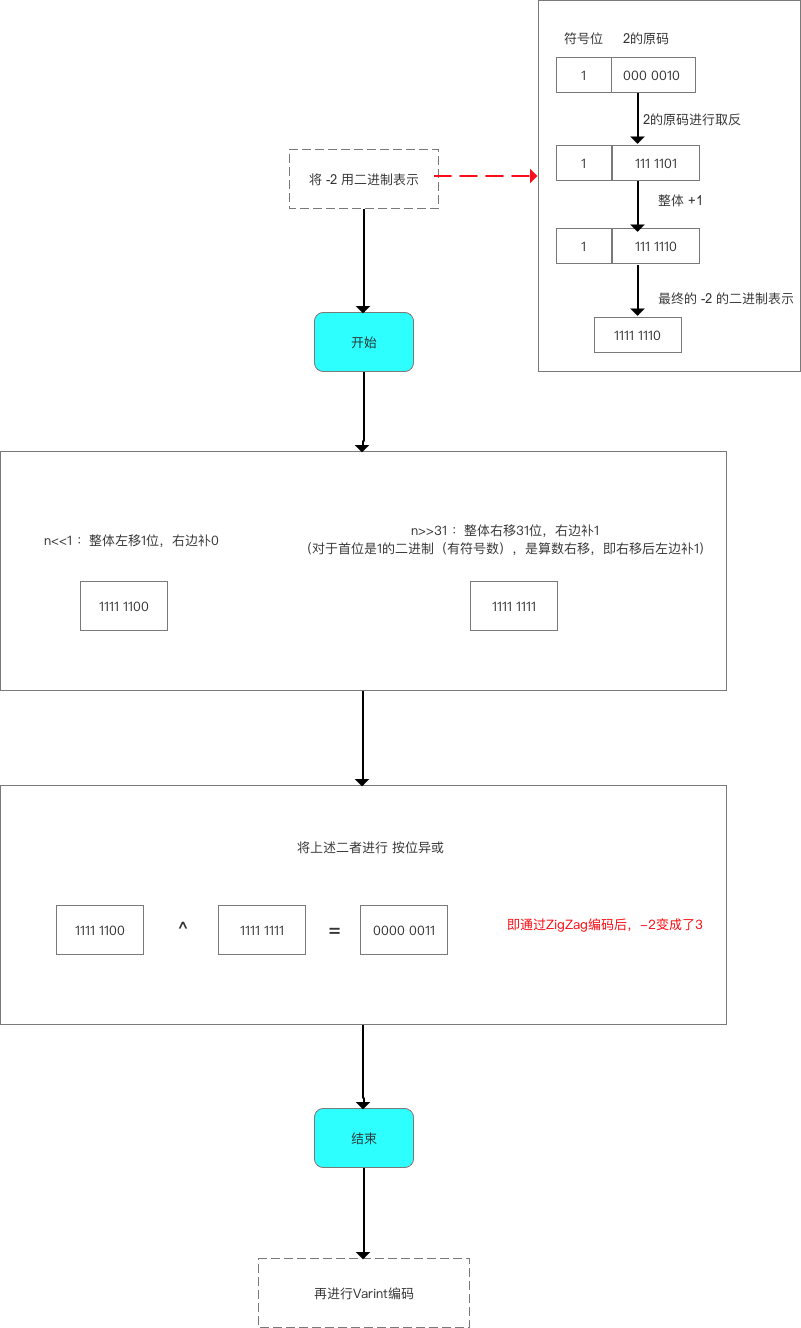 符号位 2的原码
1 000 0010
2的原码进行取反
1 111 1101
整体 +1
1 111 1110
最终的 -2 的二进制表示
1111 1110
将 -2 用二进制表示
开始
n<<1： 整体左移1位，右边补0
1111 1100
n>>31： 整体右移31位，右边补1
（对于首位是1的二进制（有符号数），是算数右移，即右移后左边补1）
1111 1111
将上述二者进行 按位异或
1111 1100 ^ 1111 1111 = 0000 0011
即通过ZigZag编码后，-2变成了3
结束
再进行Varint编码